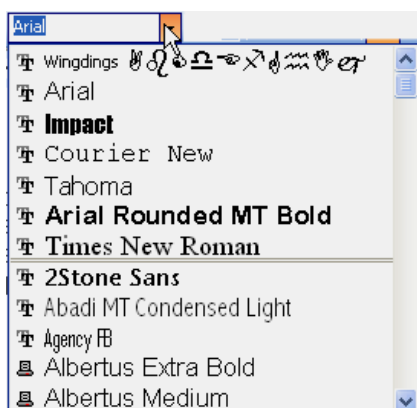 Arial
Wingdings
Arial
Impact
Courier New
Tahoma
Arial Rounded MT Bold
Times New Roman
2Stone Sans
Abadi MT Condensed Light
Agency FB
Albertus Extra Bold
Albertus Medium